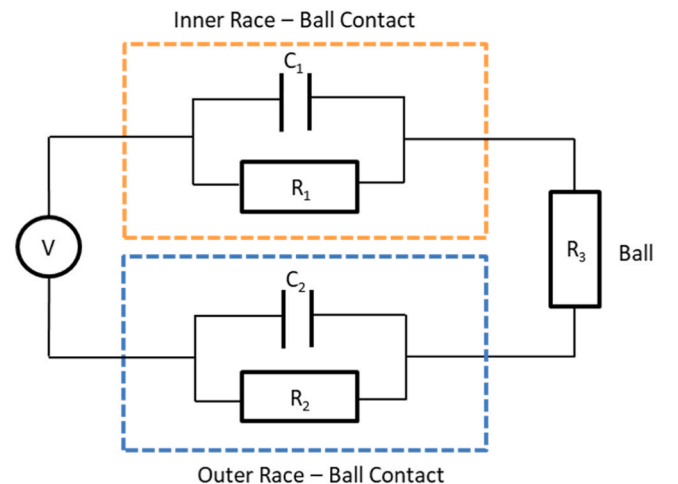 Inner Race – Ball Contact
C₁
R₁
V
R₃
Ball
C₂
R₂
Outer Race – Ball Contact